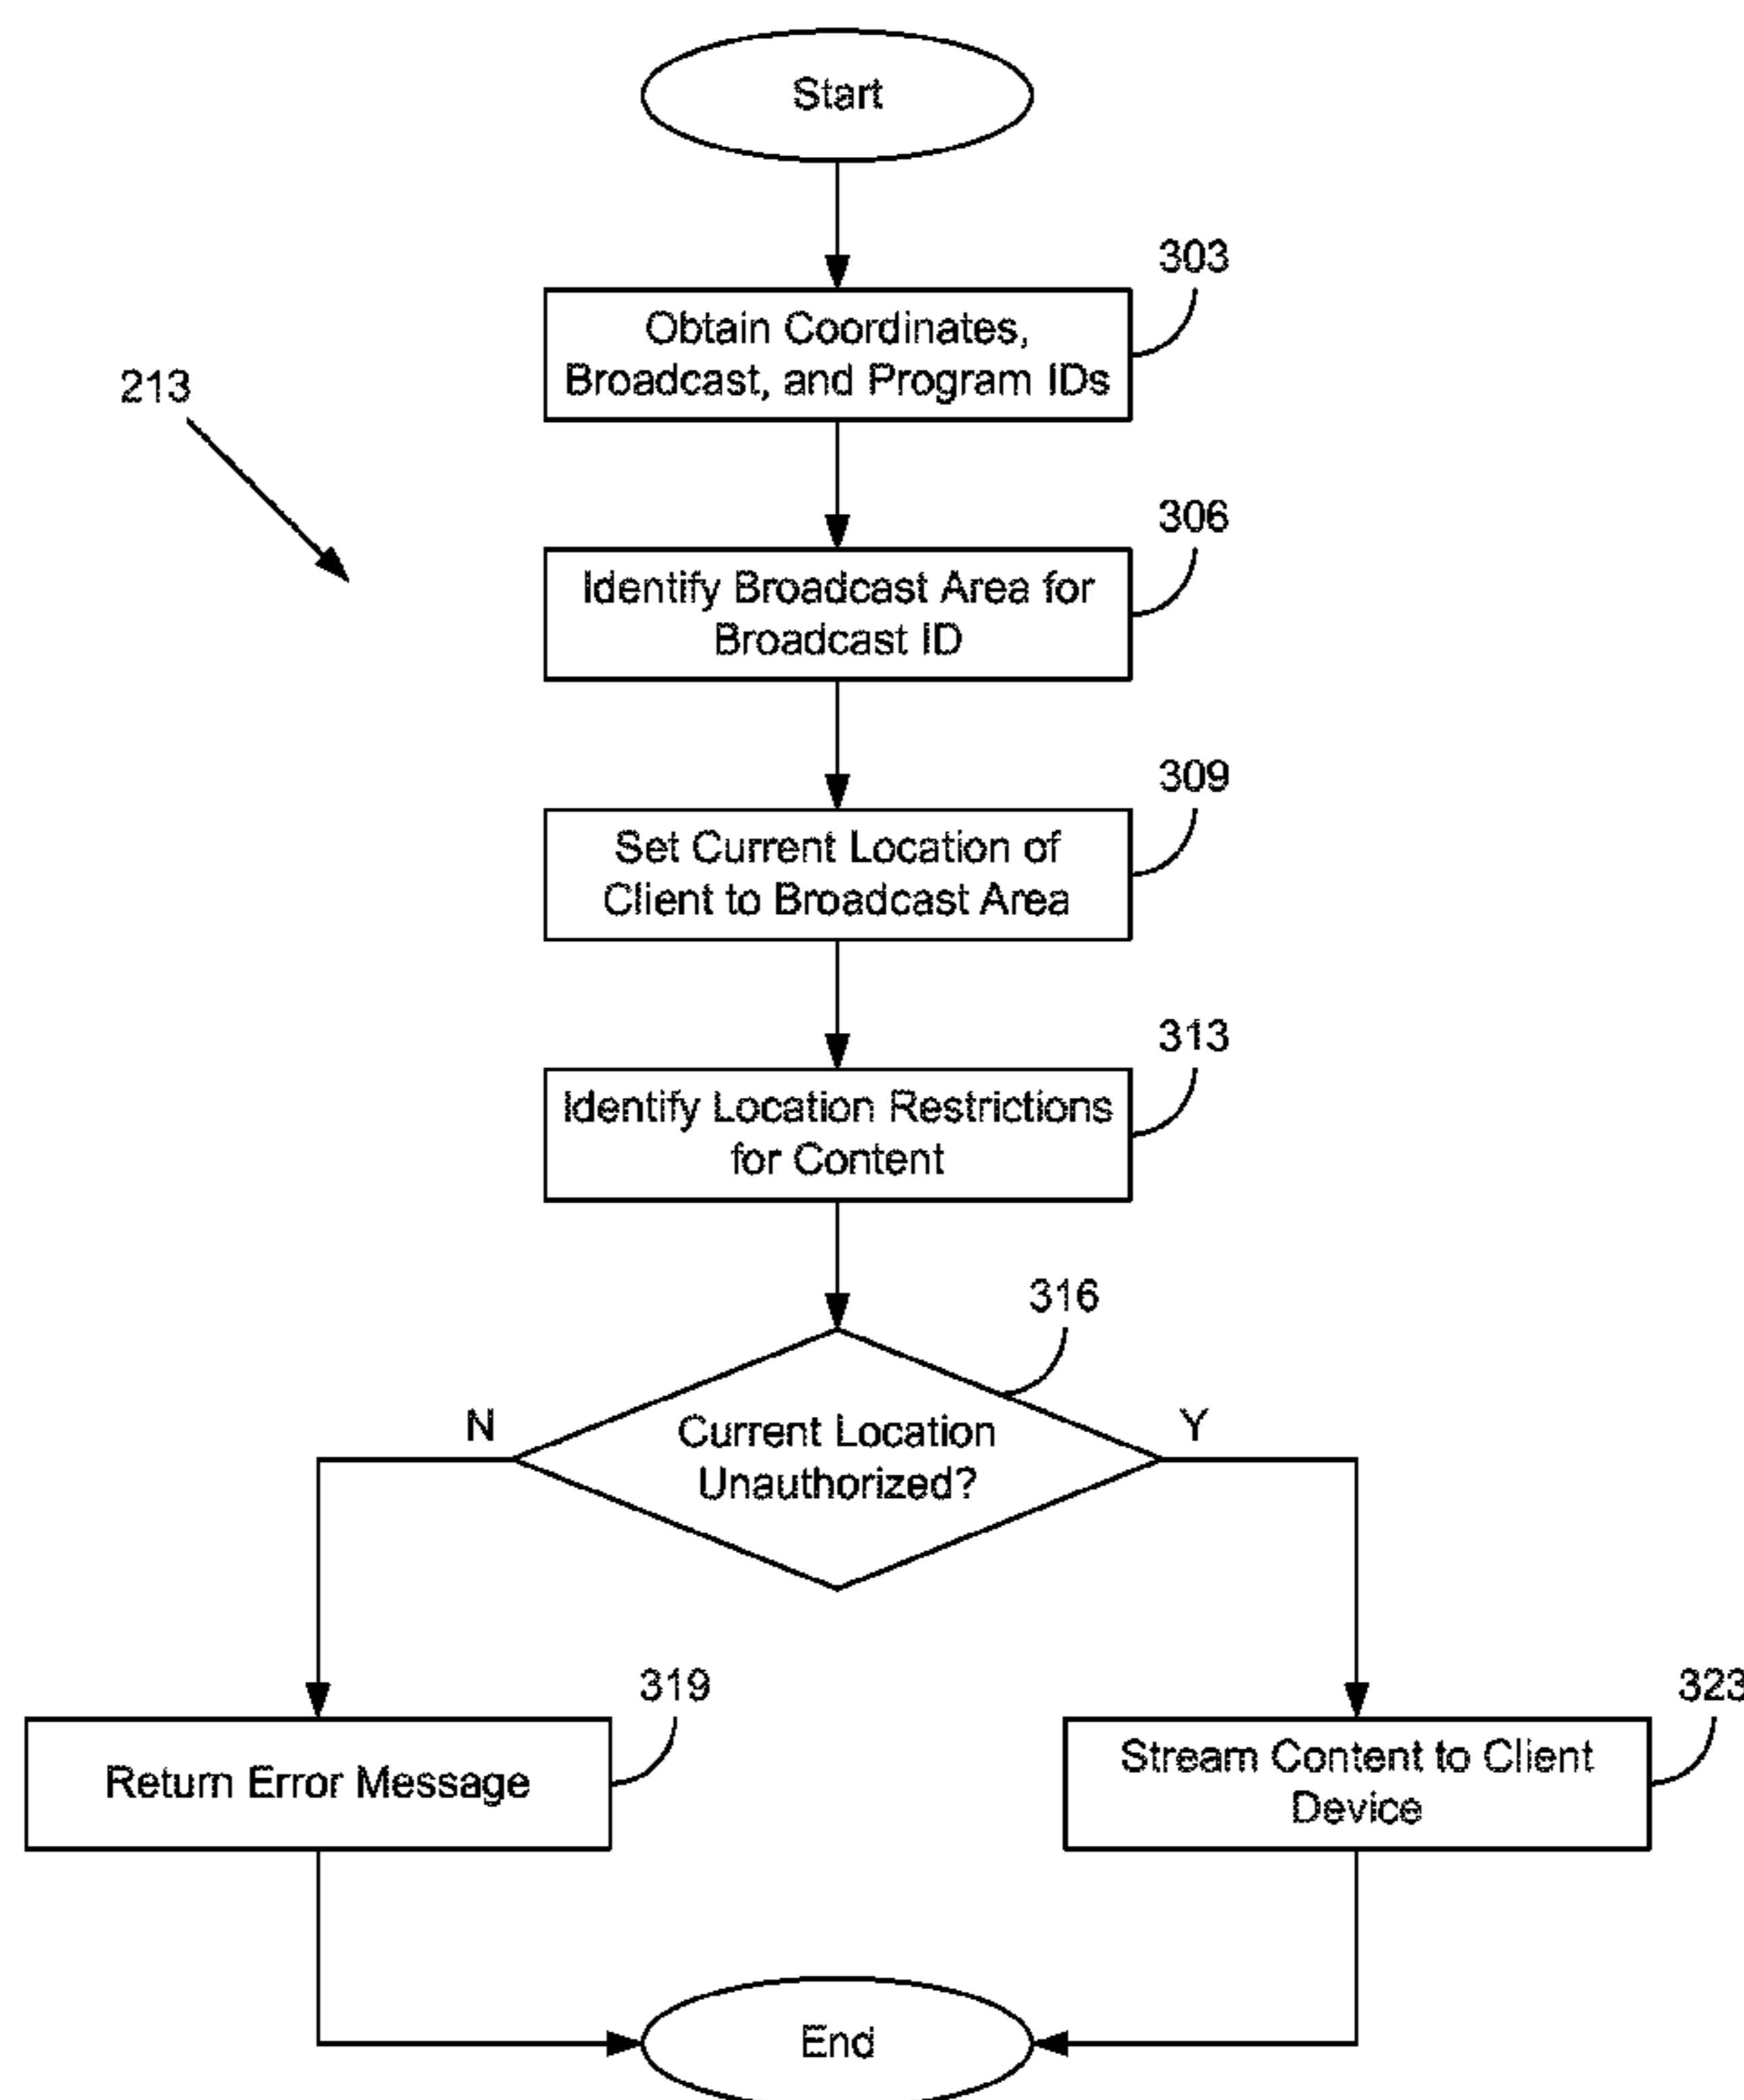 Start
303
Obtain Coordinates,
Broadcast, and Program IDs
213
306
Identify Broadcast Area for
Broadcast ID
309
Set Current Location of
Client to Broadcast Area
313
Identify Location Restrictions
for Content
316
N
Current Location
Unauthorized?
Y
319
Return Error Message
323
Stream Content to Client
Device
End